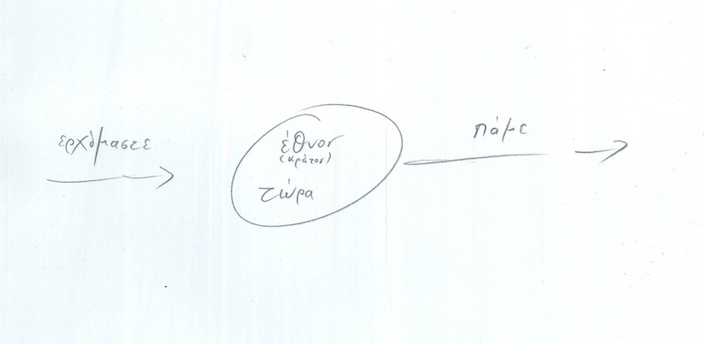 ερχόμαστε
έθνος
(κράτος)
τώρα
πάμε